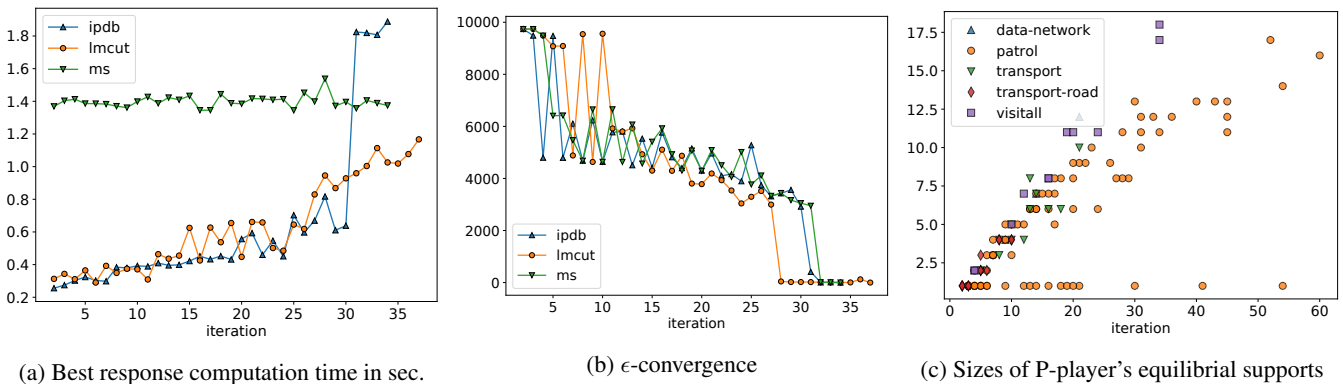 1.8
1.6
1.4
1.2
1.0
0.8
0.6
0.4
0.2
ipdb
lmcut
ms
5 10 15 20 25 30 35
iteration
(a) Best response computation time in sec.
10000
8000
6000
4000
2000
0
ipdb
lmcut
ms
5 10 15 20 25 30 35
iteration
(b) ϵ-convergence
17.5
15.0
12.5
10.0
7.5
5.0
2.5
data-network
patrol
transport
transport-road
visitall
0 10 20 30 40 50 60
iteration
(c) Sizes of P-player's equilibrial supports